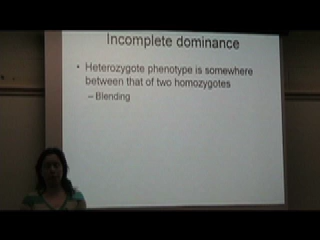 Incomplete dominance
• Heterozygote phenotype is somewhere
between that of two homozygotes
– Blending